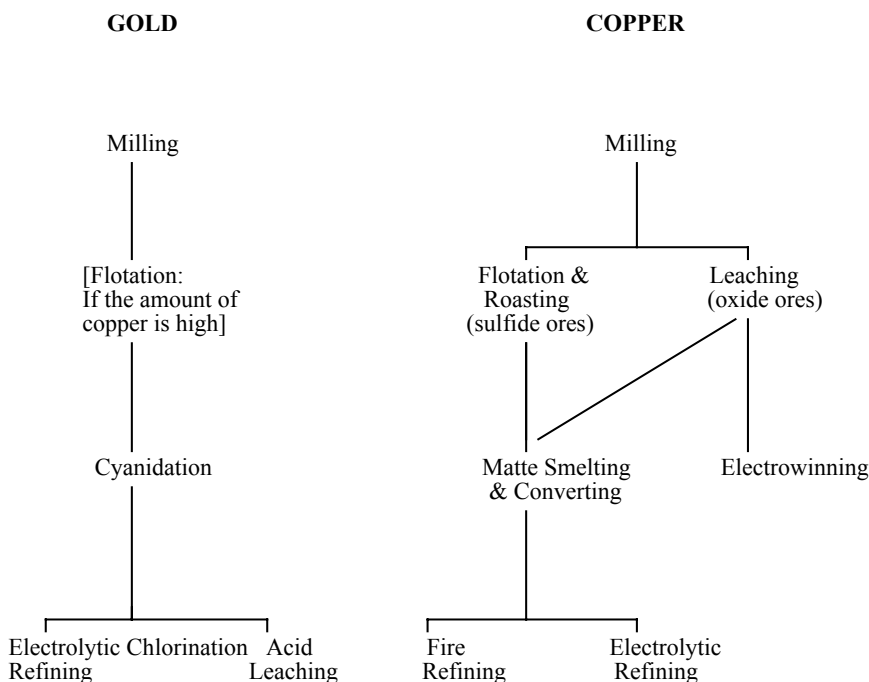 GOLD
Milling
[Flotation:
If the amount of
copper is high]
Cyanidation
Electrolytic Chlorination Acid
Refining Leaching
COPPER
Milling
Flotation &
Roasting
(sulfide ores)
Leaching
(oxide ores)
Matte Smelting
& Converting
Electrowinning
Fire
Refining
Electrolytic
Refining